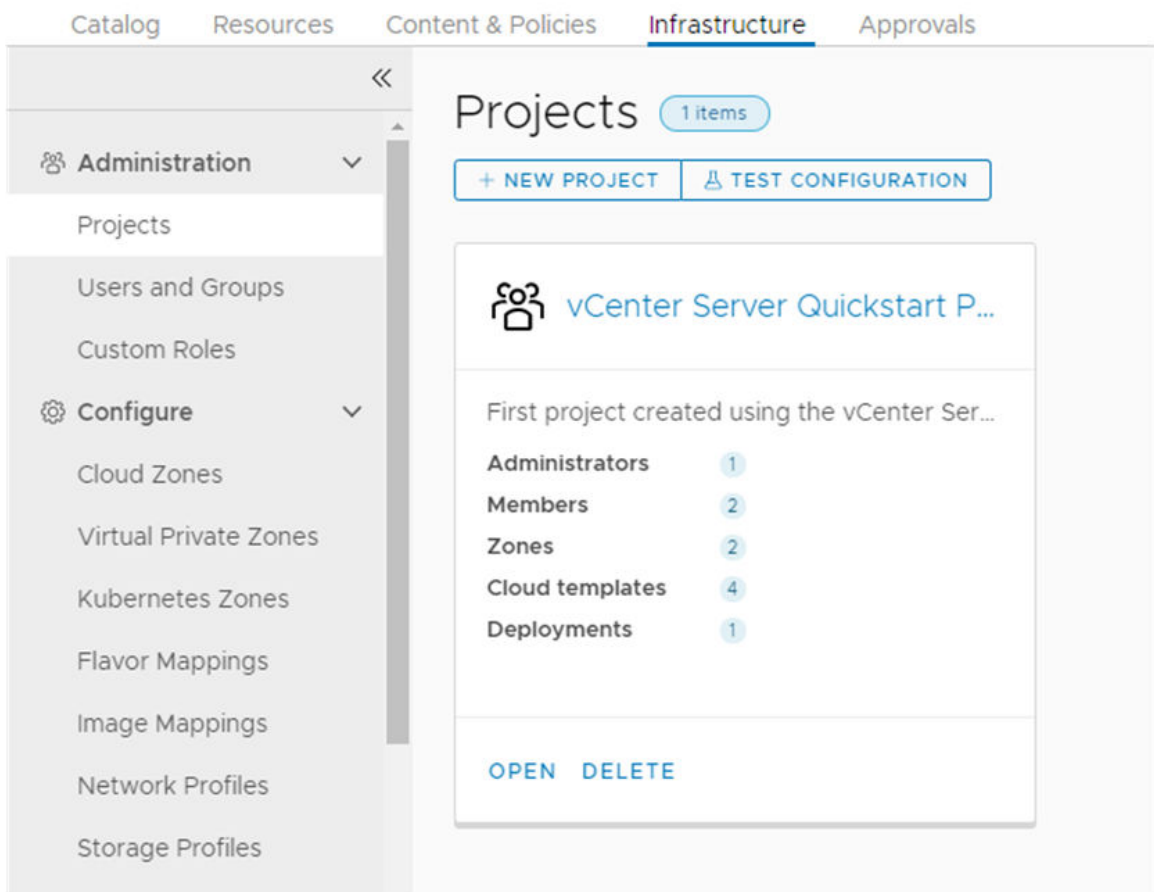 Catalog Resources Content & Policies Infrastructure Approvals
Administration
Projects
Users and Groups
Custom Roles
Configure
Cloud Zones
Virtual Private Zones
Kubernetes Zones
Flavor Mappings
Image Mappings
Network Profiles
Storage Profiles
Projects 1 items
+ NEW PROJECT TEST CONFIGURATION
vCenter Server Quickstart P...
First project created using the vCenter Ser...
Administrators 1
Members 2
Zones 2
Cloud templates 4
Deployments 1
OPEN DELETE